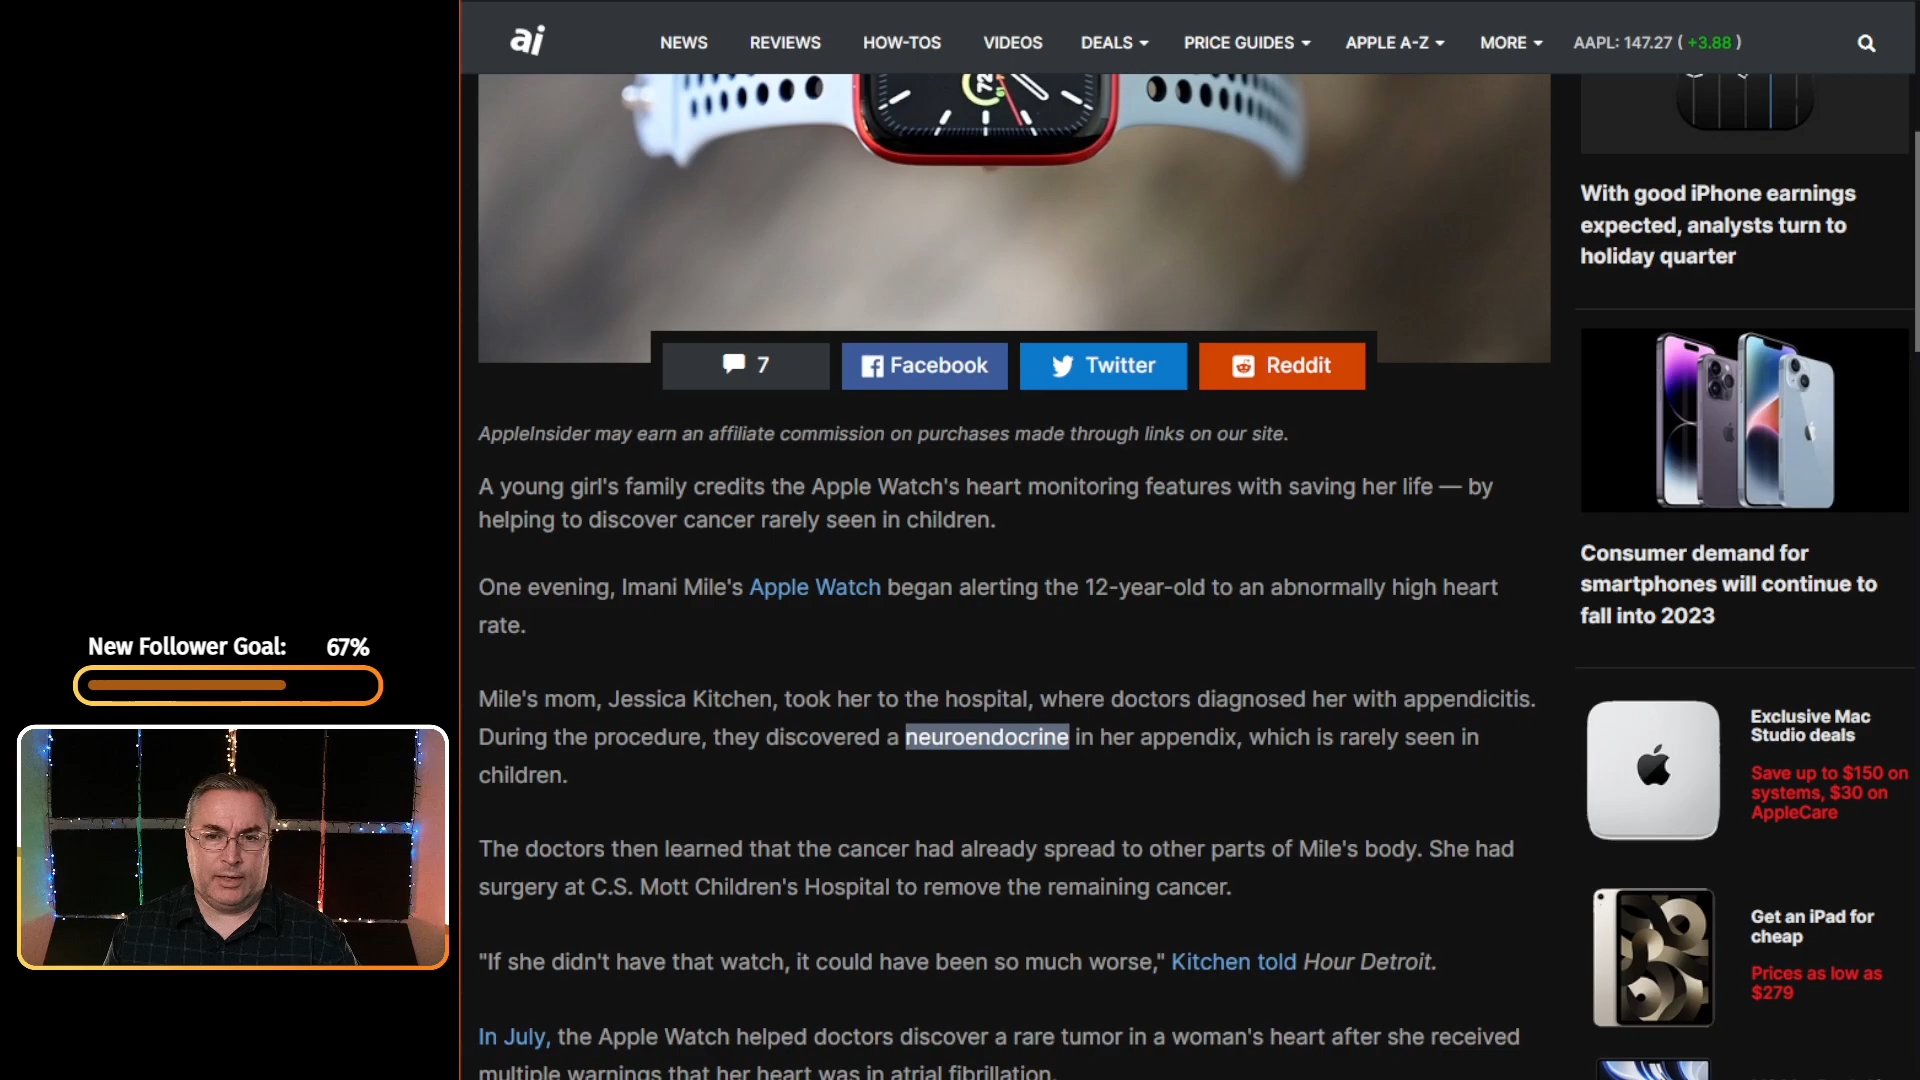 ai
NEWS REVIEWS HOW-TOS VIDEOS DEALS PRICE GUIDES APPLE A-Z MORE AAPL: 147.27 ( +3.88 )
72
7 Facebook Twitter Reddit
AppleInsider may earn an affiliate commission on purchases made through links on our site.
A young girl's family credits the Apple Watch's heart monitoring features with saving her life — by
helping to discover cancer rarely seen in children.
One evening, Imani Mile's Apple Watch began alerting the 12-year-old to an abnormally high heart
rate.
Mile's mom, Jessica Kitchen, took her to the hospital, where doctors diagnosed her with appendicitis.
During the procedure, they discovered a neuroendocrine in her appendix, which is rarely seen in
children.
The doctors then learned that the cancer had already spread to other parts of Mile's body. She had
surgery at C.S. Mott Children's Hospital to remove the remaining cancer.
"If she didn't have that watch, it could have been so much worse," Kitchen told Hour Detroit.
In July, the Apple Watch helped doctors discover a rare tumor in a woman's heart after she received
multiple warnings that her heart was in atrial fibrillation.
With good iPhone earnings
expected, analysts turn to
holiday quarter
Consumer demand for
smartphones will continue to
fall into 2023
Exclusive Mac
Studio deals
Save up to $150 on
systems, $30 on
AppleCare
Get an iPad for
cheap
Prices as low as
$279
New Follower Goal: 67%